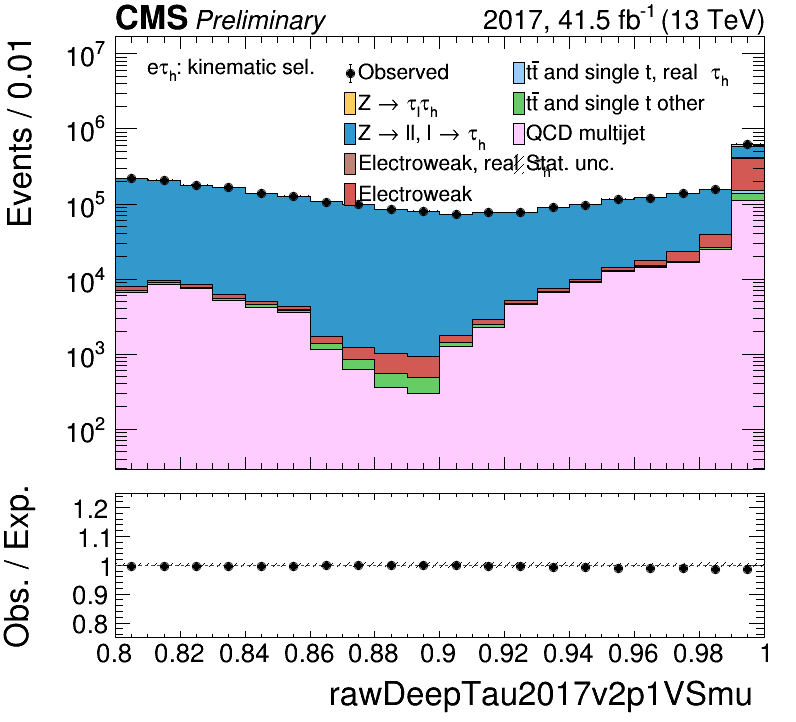 CMS Preliminary 2017, 41.5 fb⁻¹ (13 TeV)
Events / 0.01
10⁷
10⁶
10⁵
10⁴
10³
10²
eτₕ: kinematic sel.
Observed
Z → τₗτₕ
Z → ll, l → τₕ
Electroweak, real τₕ
Electroweak
tt̄ and single t, real τₕ
tt̄ and single t other
QCD multijet
Stat. unc.
Obs. / Exp.
1.2
1.1
1
0.9
0.8
0.8 0.82 0.84 0.86 0.88 0.9 0.92 0.94 0.96 0.98 1
rawDeepTau2017v2p1VSmu